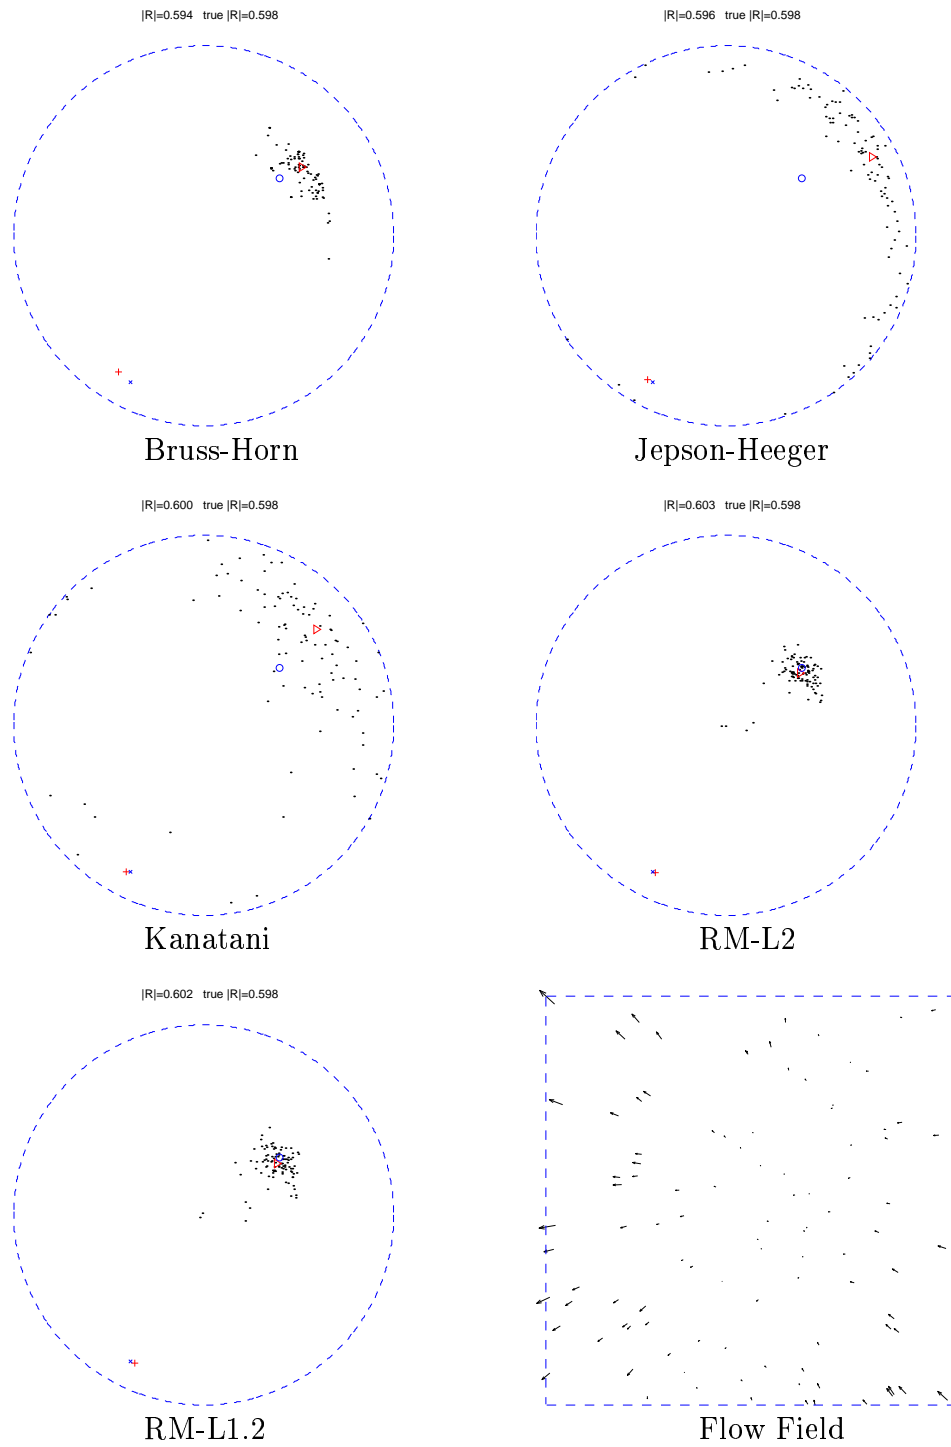 |R|=0.594 true |R|=0.598
|R|=0.596 true |R|=0.598
Bruss-Horn
Jepson-Heeger
|R|=0.600 true |R|=0.598
|R|=0.603 true |R|=0.598
Kanatani
RM-L2
|R|=0.602 true |R|=0.598
RM-L1.2
Flow Field